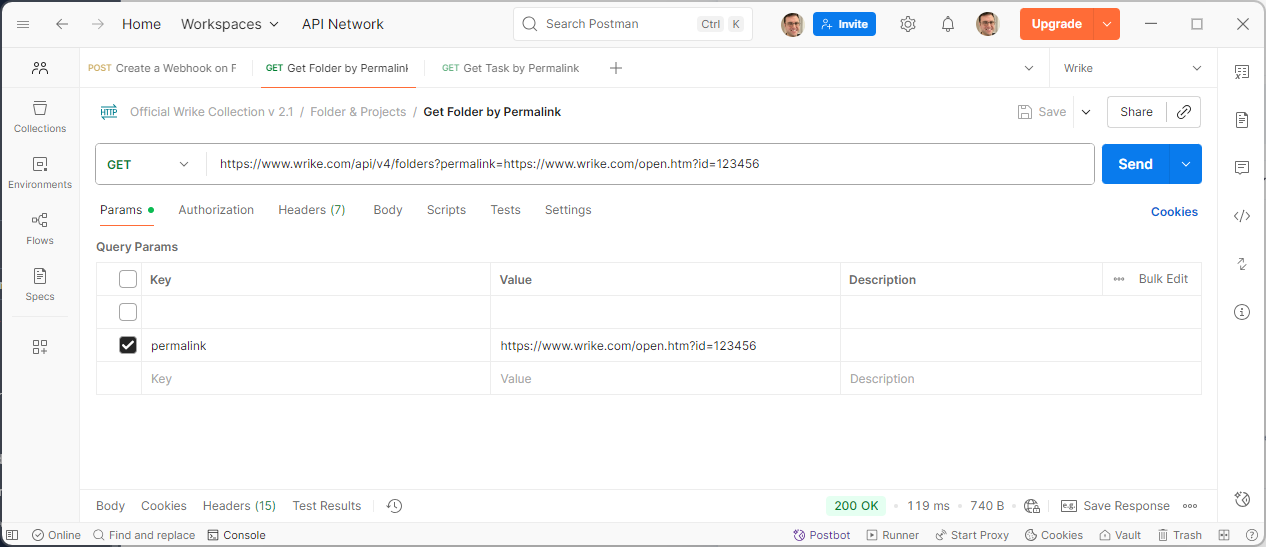 Home Workspaces API Network Search Postman Ctrl K Invite Upgrade
POST Create a Webhook on F GET Get Folder by Permalink GET Get Task by Permalink Wrike
Collections
Environments
Flows
Specs
HTTP Official Wrike Collection v 2.1 / Folder & Projects / Get Folder by Permalink Save Share
GET https://www.wrike.com/api/v4/folders?permalink=https://www.wrike.com/open.htm?id=123456 Send
Params Authorization Headers (7) Body Scripts Tests Settings Cookies
Query Params
Key Value Description Bulk Edit
permalink https://www.wrike.com/open.htm?id=123456
Key Value Description
Body Cookies Headers (15) Test Results 200 OK 119 ms 740 B e.g. Save Response
Online Find and replace Console Postbot Runner Start Proxy Cookies Vault Trash